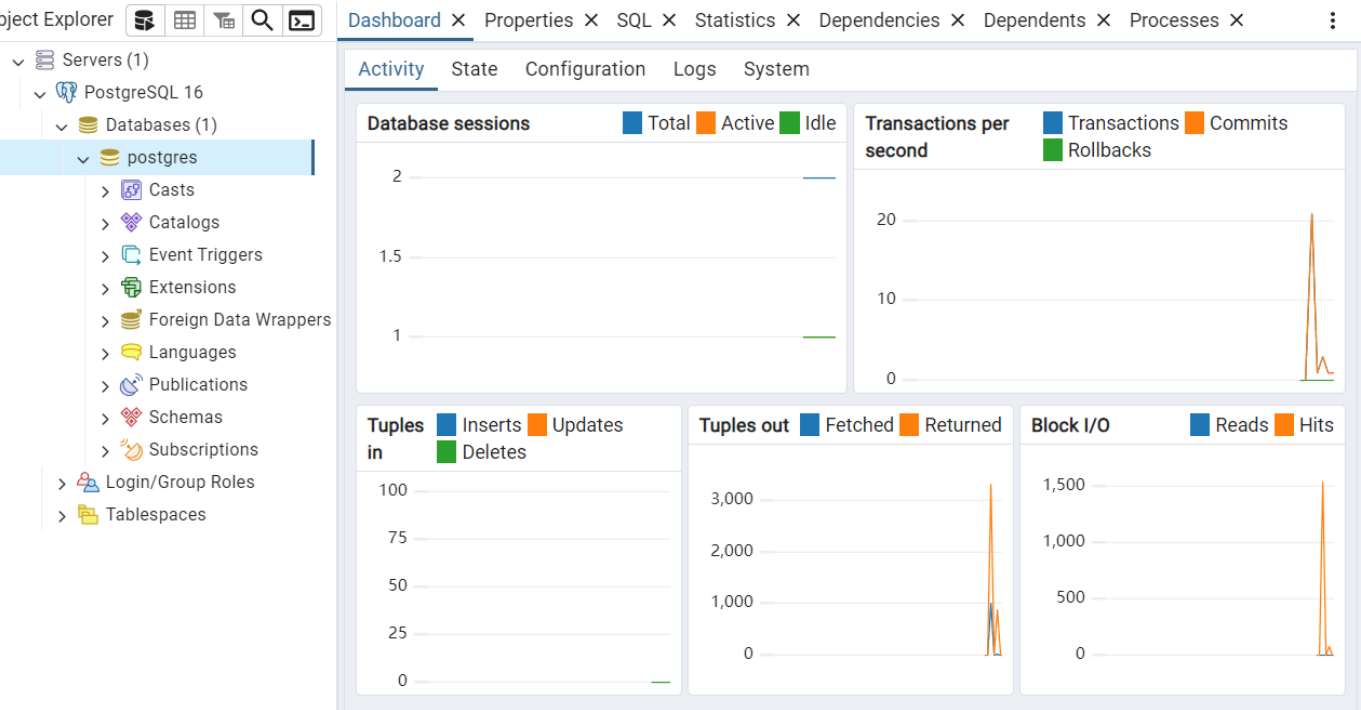 ject Explorer
Dashboard Properties SQL Statistics Dependencies Dependents Processes
Servers (1)
PostgreSQL 16
Databases (1)
postgres
Casts
Catalogs
Event Triggers
Extensions
Foreign Data Wrappers
Languages
Publications
Schemas
Subscriptions
Login/Group Roles
Tablespaces
Activity State Configuration Logs System
Database sessions Total Active Idle
2
1.5
1
Transactions per second Transactions Commits Rollbacks
20
10
0
Tuples in Inserts Updates Deletes
100
75
50
25
0
Tuples out Fetched Returned
3,000
2,000
1,000
0
Block I/O Reads Hits
1,500
1,000
500
0